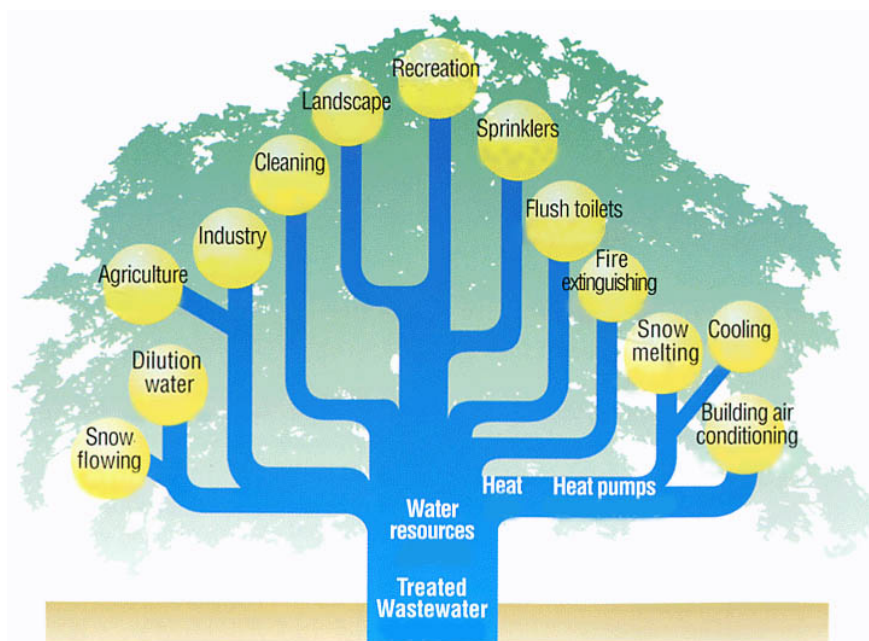 Recreation
Landscape
Sprinklers
Cleaning
Flush toilets
Industry
Fire
extinguishing
Agriculture
Snow
melting
Cooling
Dilution
water
Building air
conditioning
Snow
flowing
Heat
Heat pumps
Water
resources
Treated
Wastewater